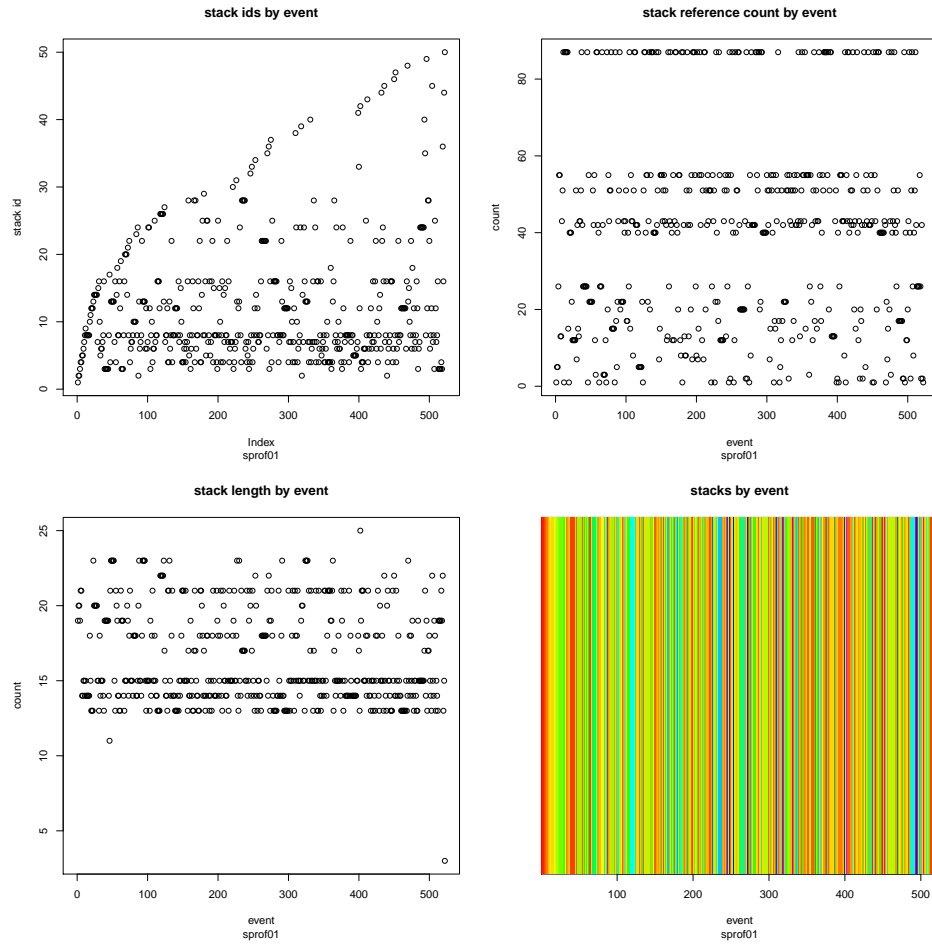 stack ids by event
stack id
50
40
30
20
10
0
0 100 200 300 400 500
Index
sprof01
stack reference count by event
count
80
60
40
20
0
0 100 200 300 400 500
event
sprof01
stack length by event
count
25
20
15
10
5
0 100 200 300 400 500
event
sprof01
stacks by event
100 200 300 400 500
event
sprof01